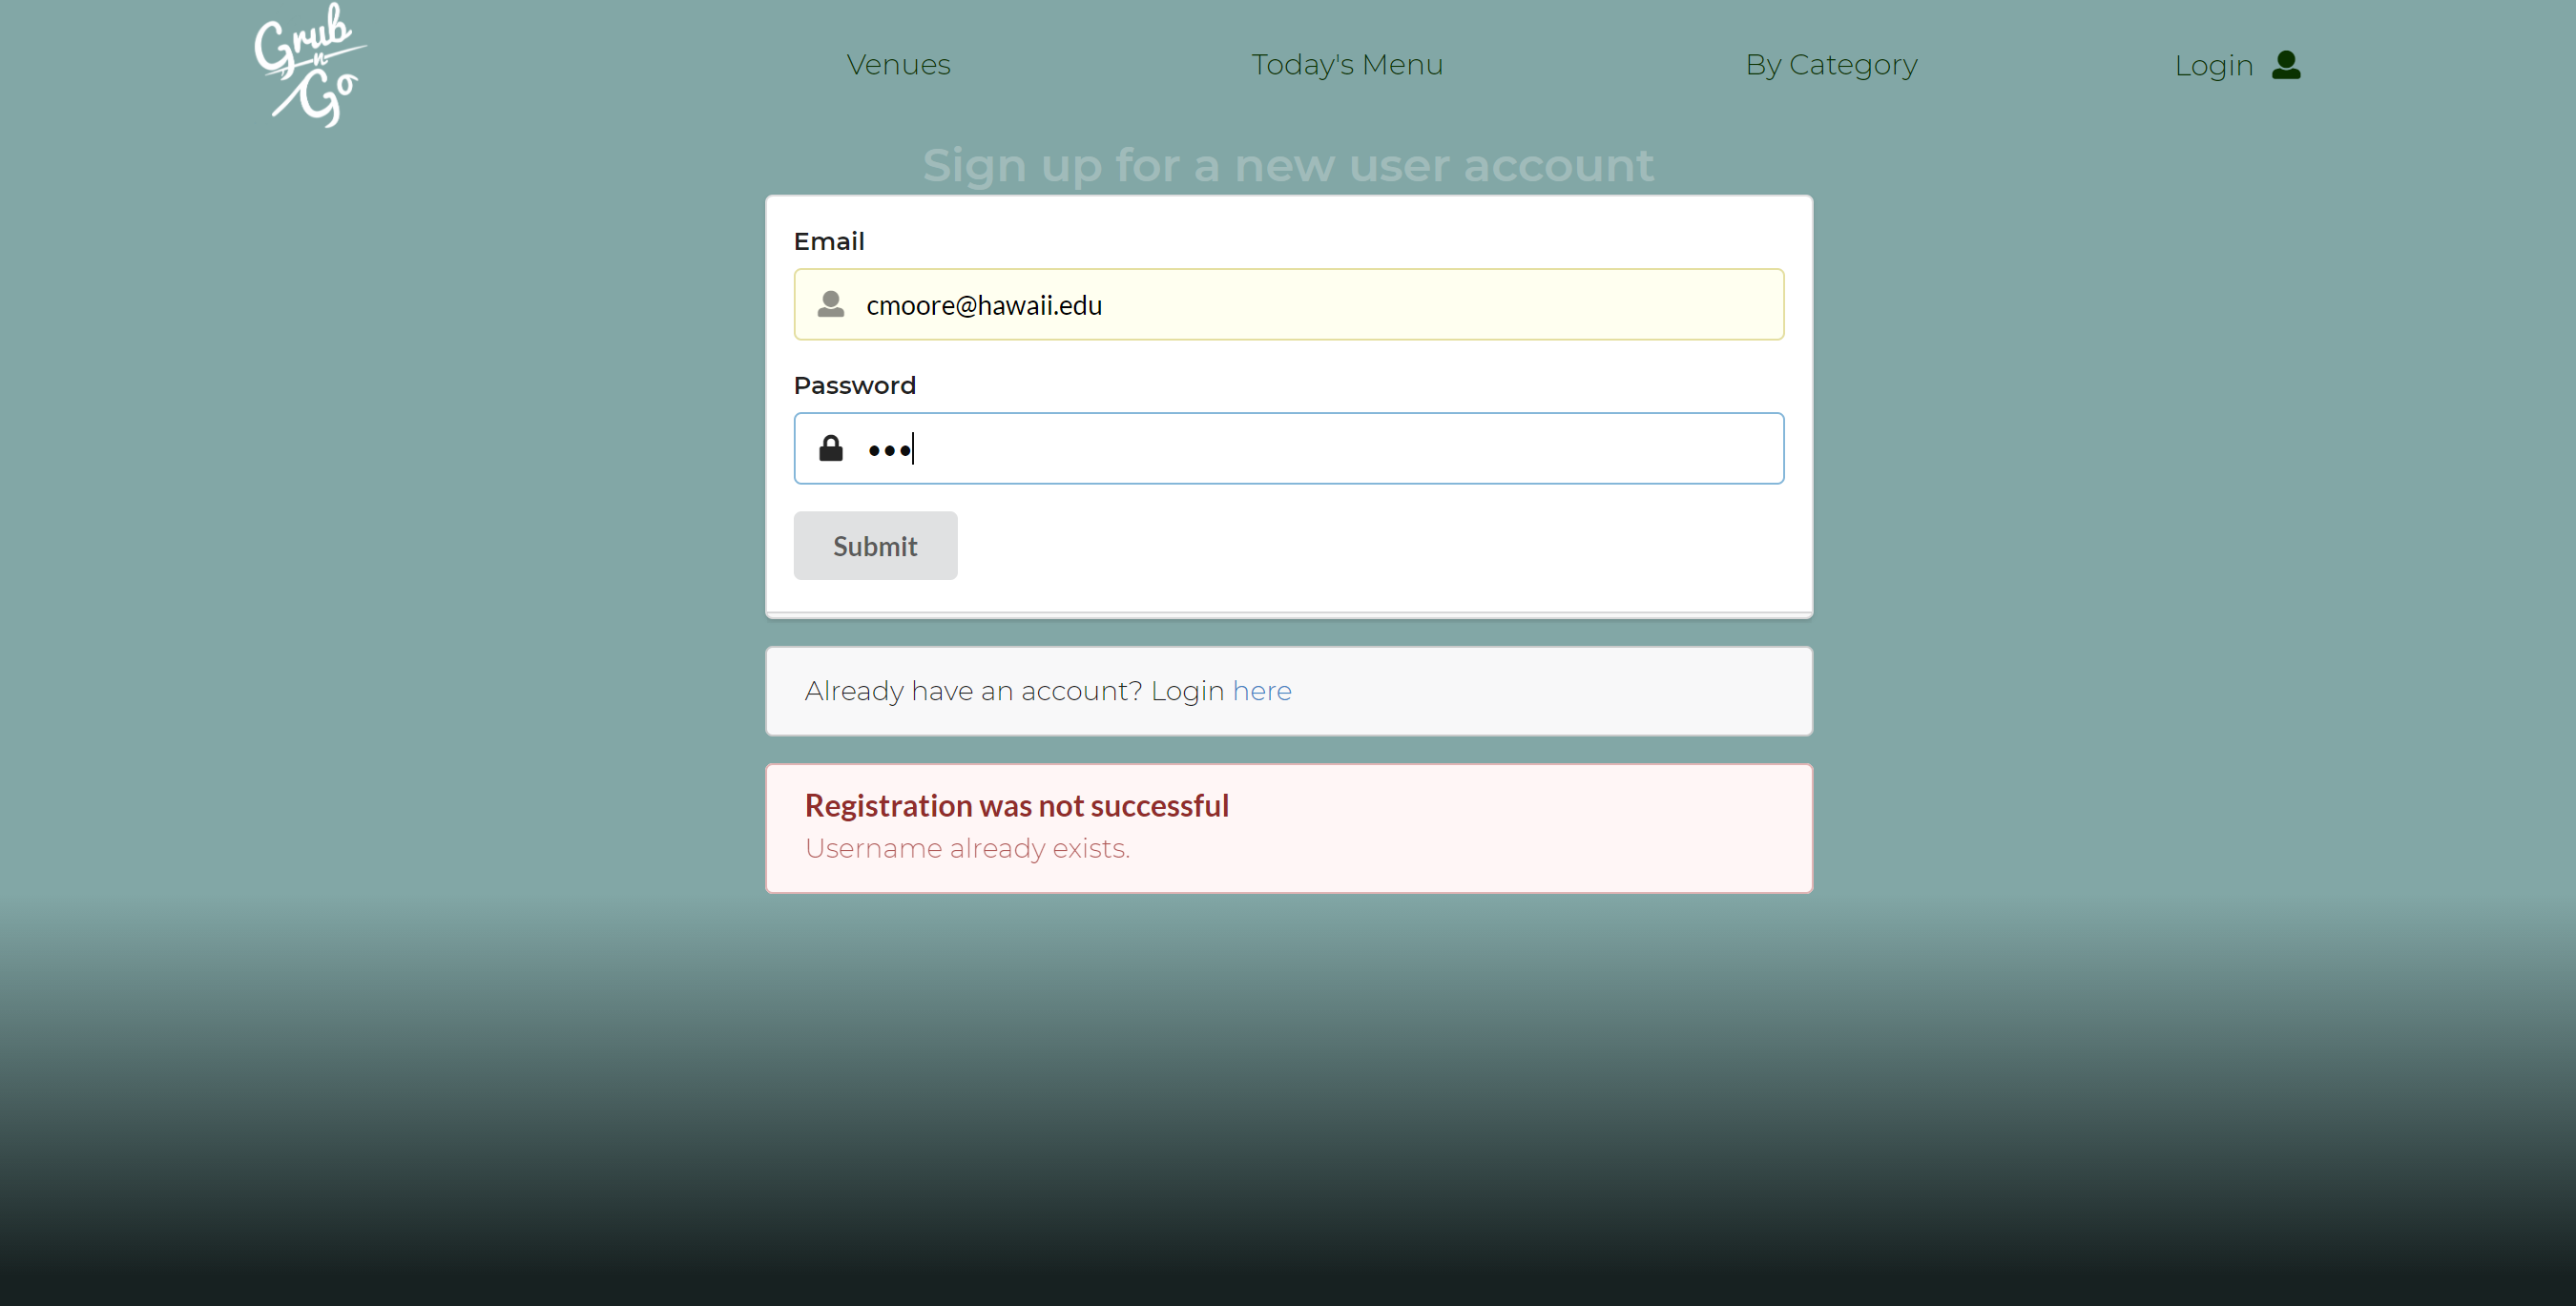 Grub
n
Go
Venues
Today's Menu
By Category
Login
Sign up for a new user account
Email
cmoore@hawaii.edu
Password
Submit
Already have an account? Login here
Registration was not successful
Username already exists.